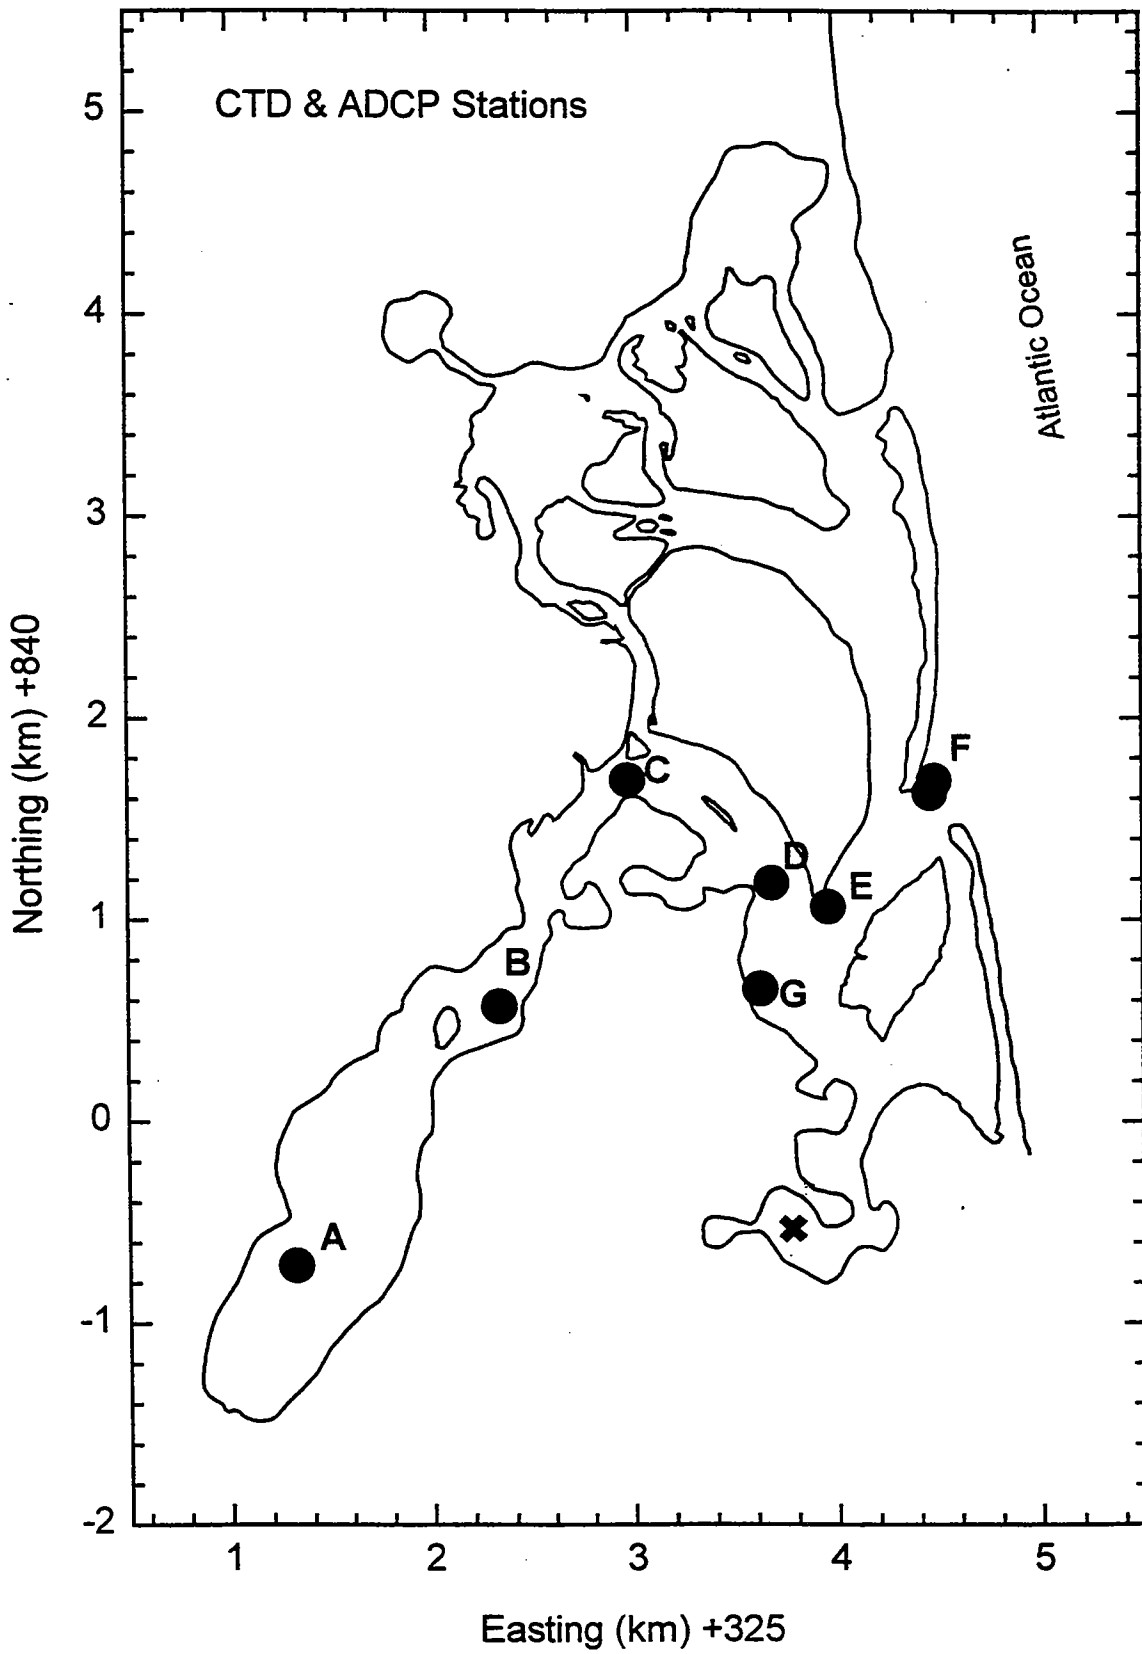 CTD & ADCP Stations
5
4
3
2
1
0
-1
-2
Northing (km) +840
Atlantic Ocean
F
C
D
E
B
G
A
1
2
3
4
5
Easting (km) +325